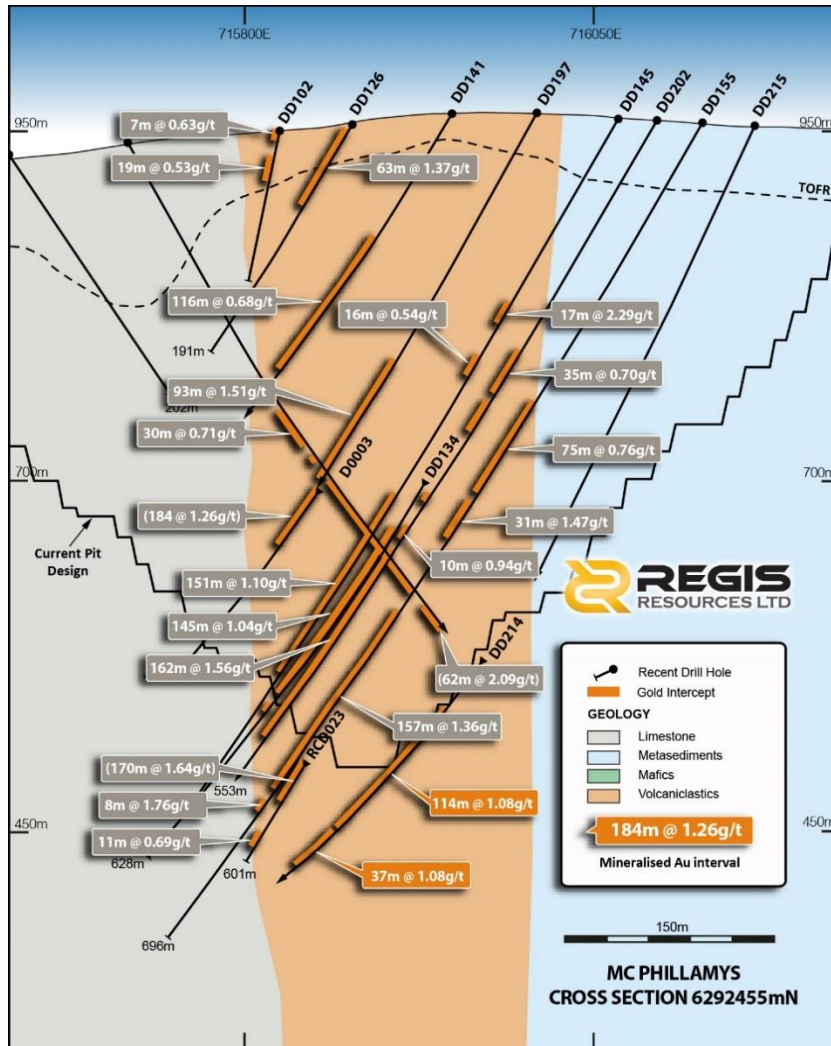 715800E
716050E
DD102
DD126
DD141
DD197
DD145
DD202
DD155
DD215
950m
950m
7m @ 0.63g/t
19m @ 0.53g/t
63m @ 1.37g/t
TOFR
116m @ 0.68g/t
16m @ 0.54g/t
17m @ 2.29g/t
191m
35m @ 0.70g/t
93m @ 1.51g/t
202m
30m @ 0.71g/t
D0003
DD134
75m @ 0.76g/t
700m
700m
(184 @ 1.26g/t)
31m @ 1.47g/t
Current Pit
Design
10m @ 0.94g/t
151m @ 1.10g/t
REGIS
RESOURCES LTD
145m @ 1.04g/t
162m @ 1.56g/t
(62m @ 2.09g/t)
DD214
157m @ 1.36g/t
RCD023
(170m @ 1.64g/t)
553m
8m @ 1.76g/t
114m @ 1.08g/t
450m
450m
11m @ 0.69g/t
628m
601m
37m @ 1.08g/t
696m
Recent Drill Hole
Gold Intercept
GEOLOGY
Limestone
Metasediments
Mafics
Volcaniclastics
184m @ 1.26g/t
Mineralised Au interval
150m
MC PHILLAMYS
CROSS SECTION 6292455mN